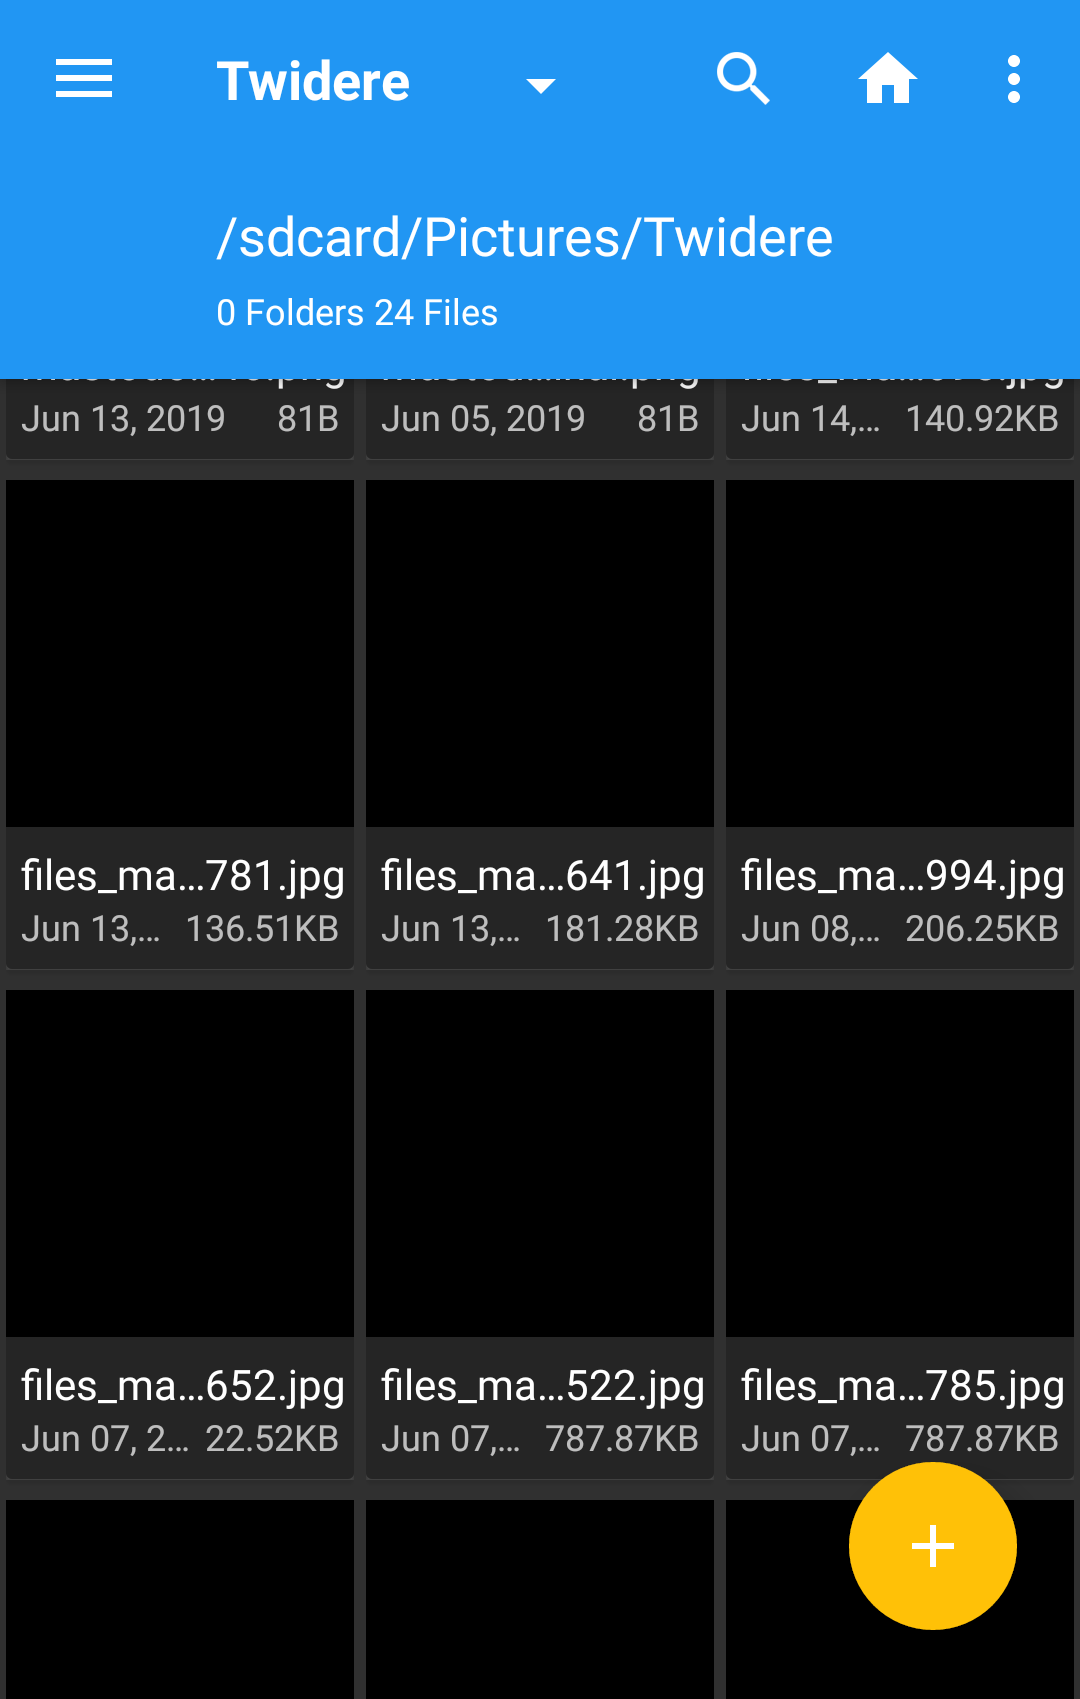 Twidere
/sdcard/Pictures/Twidere
0 Folders 24 Files
Jun 13, 2019 81B
Jun 05, 2019 81B
Jun 14,... 140.92KB
files_ma...781.jpg
Jun 13,... 136.51KB
files_ma...641.jpg
Jun 13,... 181.28KB
files_ma...994.jpg
Jun 08,... 206.25KB
files_ma...652.jpg
Jun 07, 2... 22.52KB
files_ma...522.jpg
Jun 07,... 787.87KB
files_ma...785.jpg
Jun 07,... 787.87KB